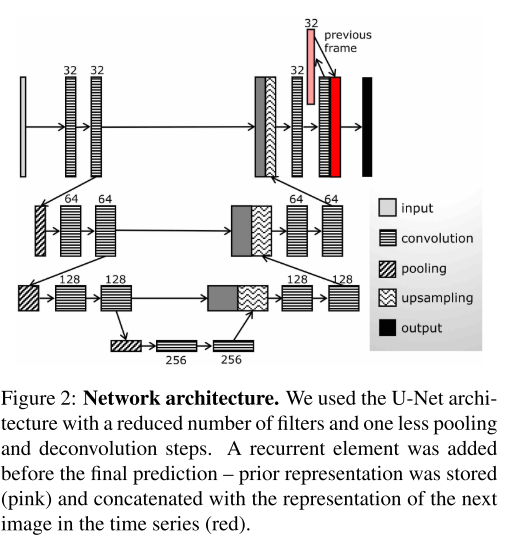 32
previous
frame
32 32 32
64 64 64 64
input
convolution
128 128 128 128
pooling
upsampling
256 256
output
Figure 2: Network architecture. We used the U-Net archi-
tecture with a reduced number of filters and one less pooling
and deconvolution steps. A recurrent element was added
before the final prediction – prior representation was stored
(pink) and concatenated with the representation of the next
image in the time series (red).